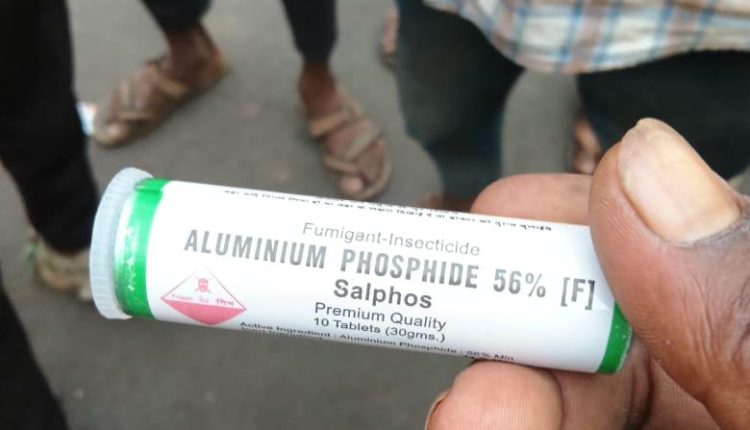 Fumigant-Insecticide
ALUMINIUM PHOSPHIDE 56% [F]
Salphos
Premium Quality
10 Tablets (30gms.)
Active Ingredient : Aluminium Phosphide : 56% Min